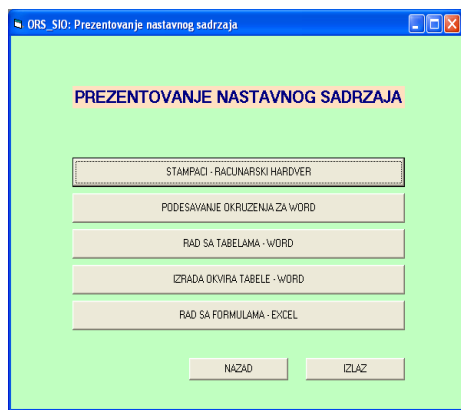 ORS_SIO: Prezentovanje nastavnog sadrzaja
PREZENTOVANJE NASTAVNOG SADRZAJA
STAMPACI - RACUNARSKI HARDVER
PODESAVANJE OKRUZENJA ZA WORD
RAD SA TABELAMA - WORD
IZRADA OKVIRA TABELE - WORD
RAD SA FORMULAMA - EXCEL
NAZAD
IZLAZ